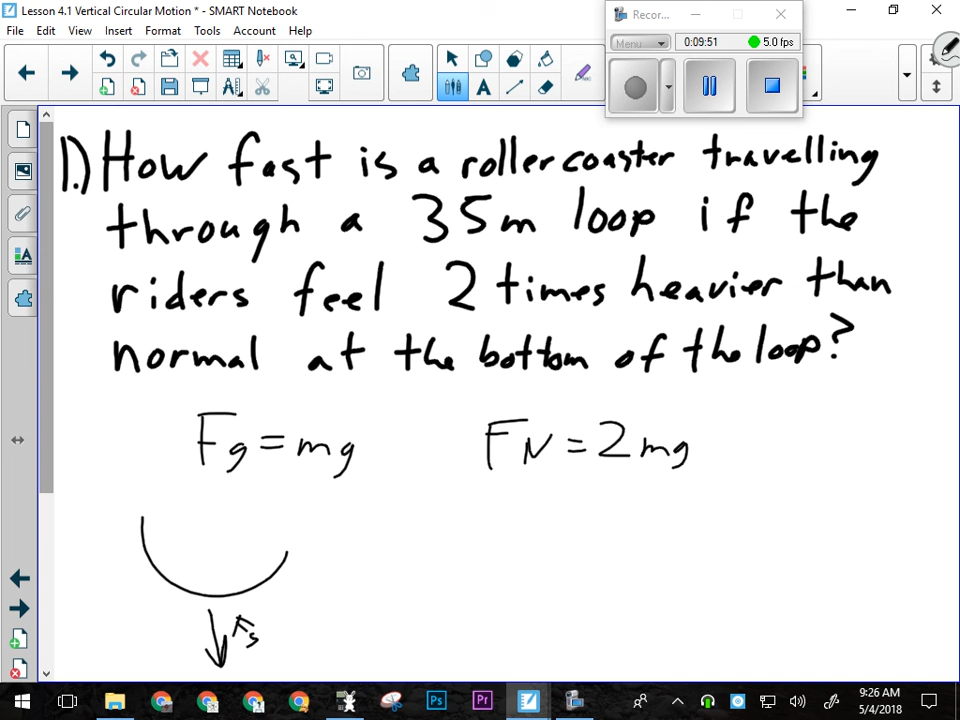 Lesson 4.1 Vertical Circular Motion * - SMART Notebook
Recor...
File Edit View Insert Format Tools Account Help
Menu 0:09:51 5.0 fps
1.) How fast is a rollercoaster travelling
through a 35m loop if the
riders feel 2 times heavier than
normal at the bottom of the loop?
Fg = mg FN = 2mg
Fg
9:26 AM
5/4/2018